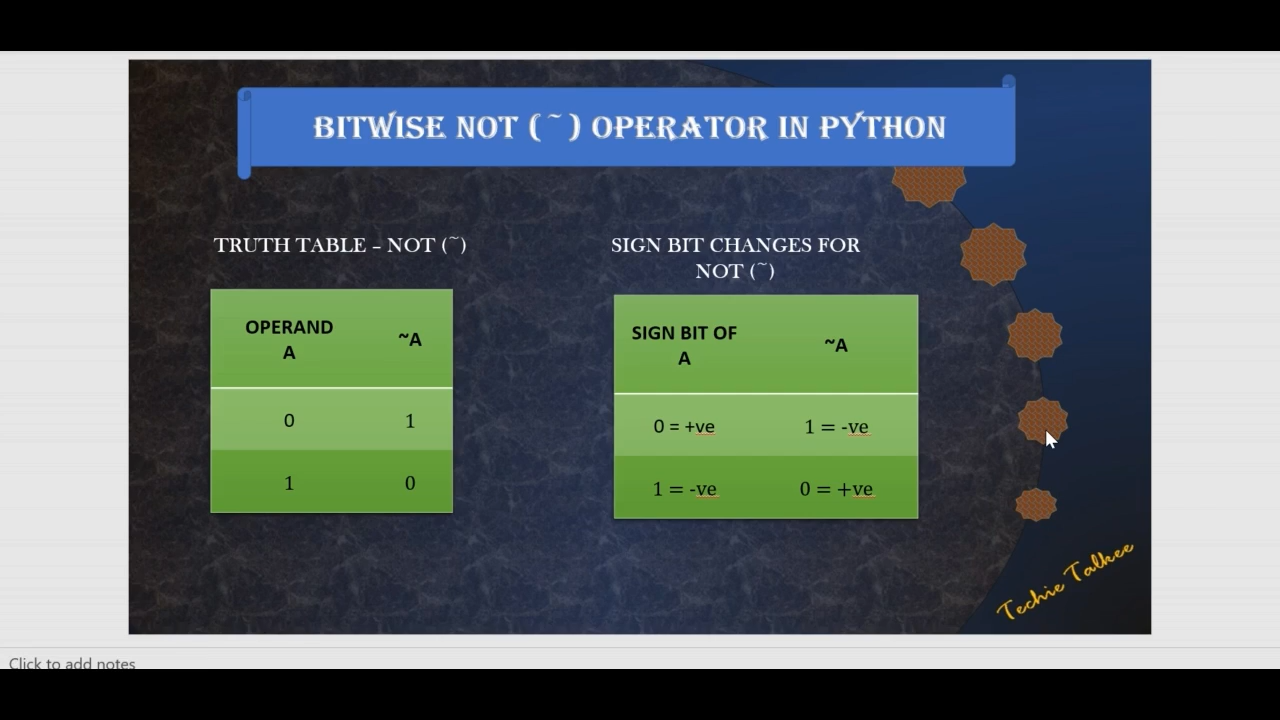 BITWISE NOT ( ~ ) OPERATOR IN PYTHON
TRUTH TABLE – NOT (~)
OPERAND A ~A
0 1
1 0
SIGN BIT CHANGES FOR
NOT (~)
SIGN BIT OF A ~A
0 = +ve 1 = -ve
1 = -ve 0 = +ve
Techie Talkee
Click to add notes